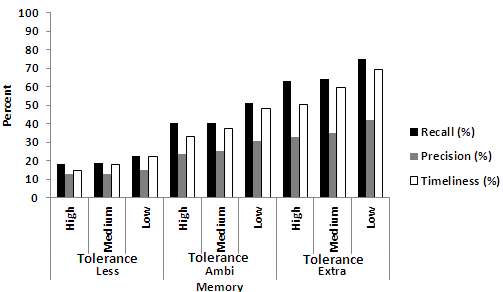 100
90
80
70
60
50
40
30
20
10
0
Percent
High
Medium
Low
High
Medium
Low
High
Medium
Low
Tolerance Tolerance Tolerance
Less Ambi Extra
Memory
Recall (%)
Precision (%)
Timeliness (%)